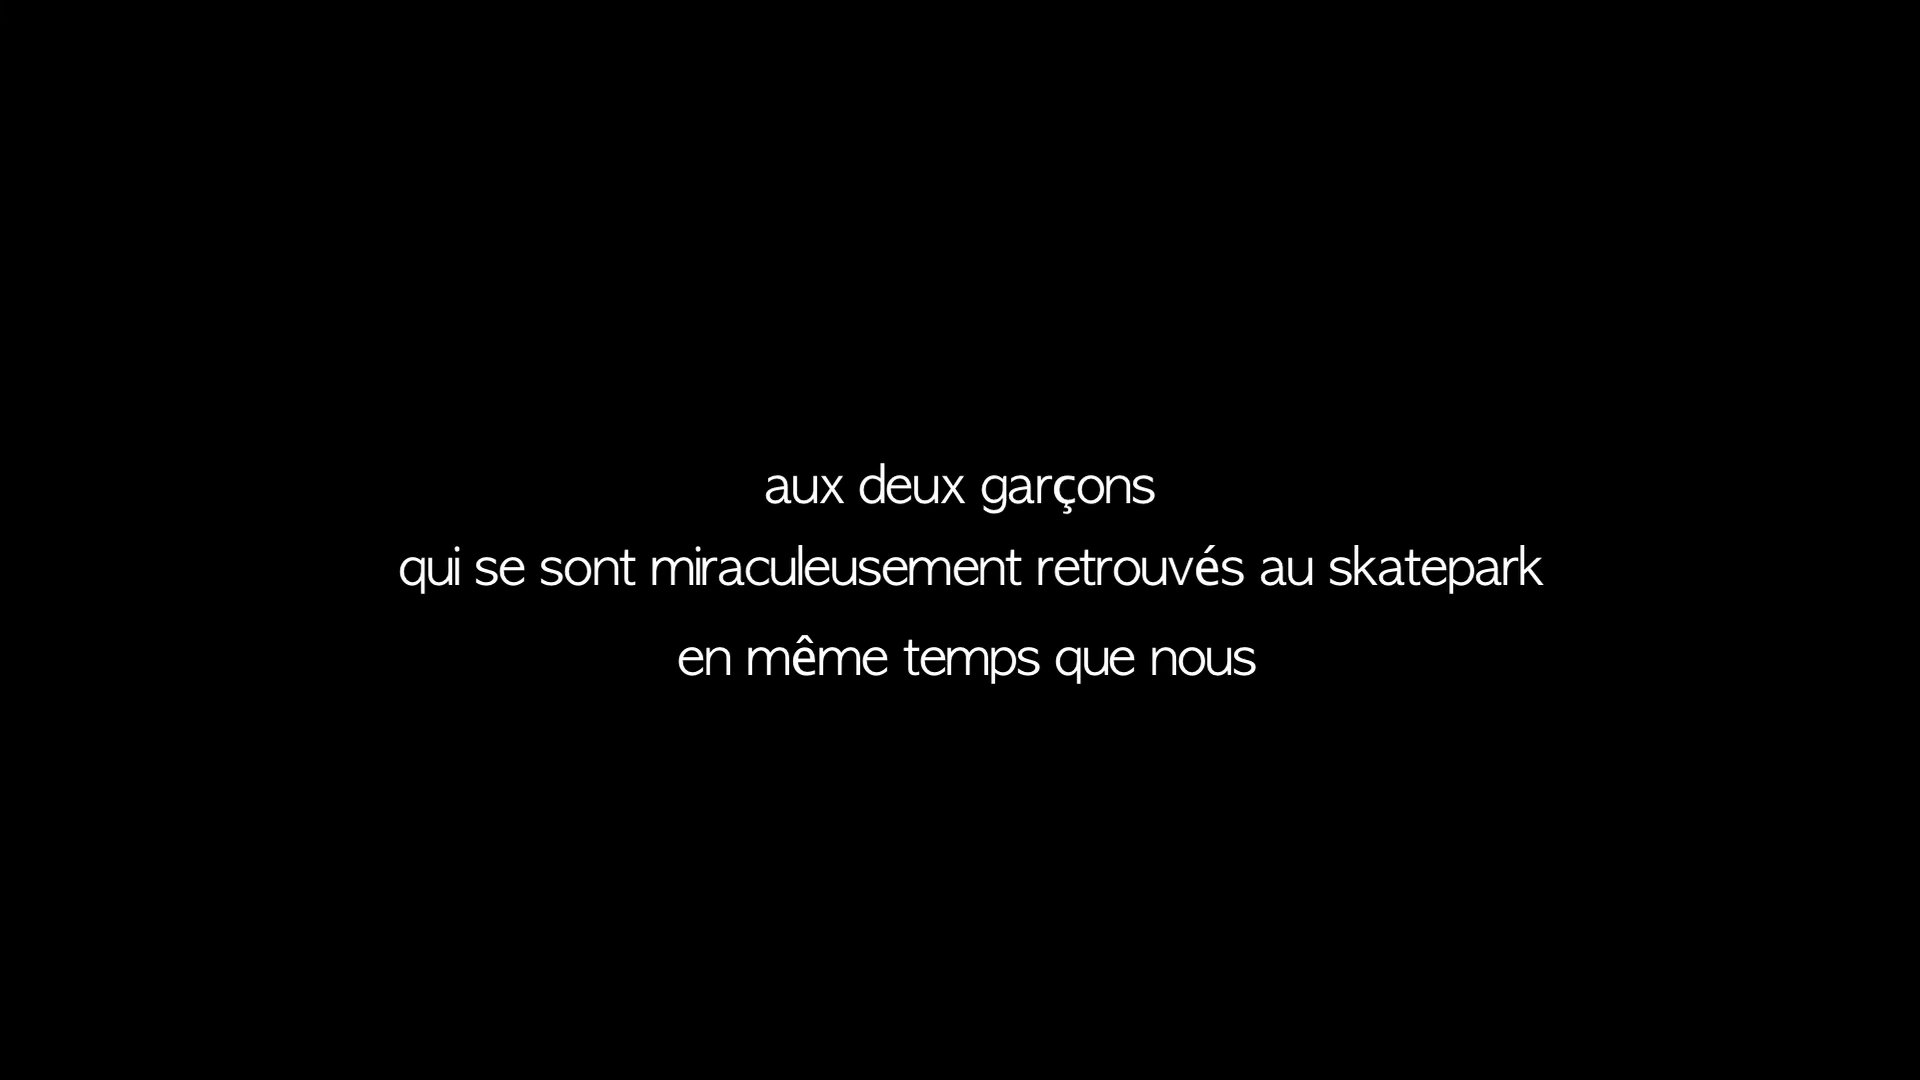 aux deux garçons
qui se sont miraculeusement retrouvés au skatepark
en même temps que nous